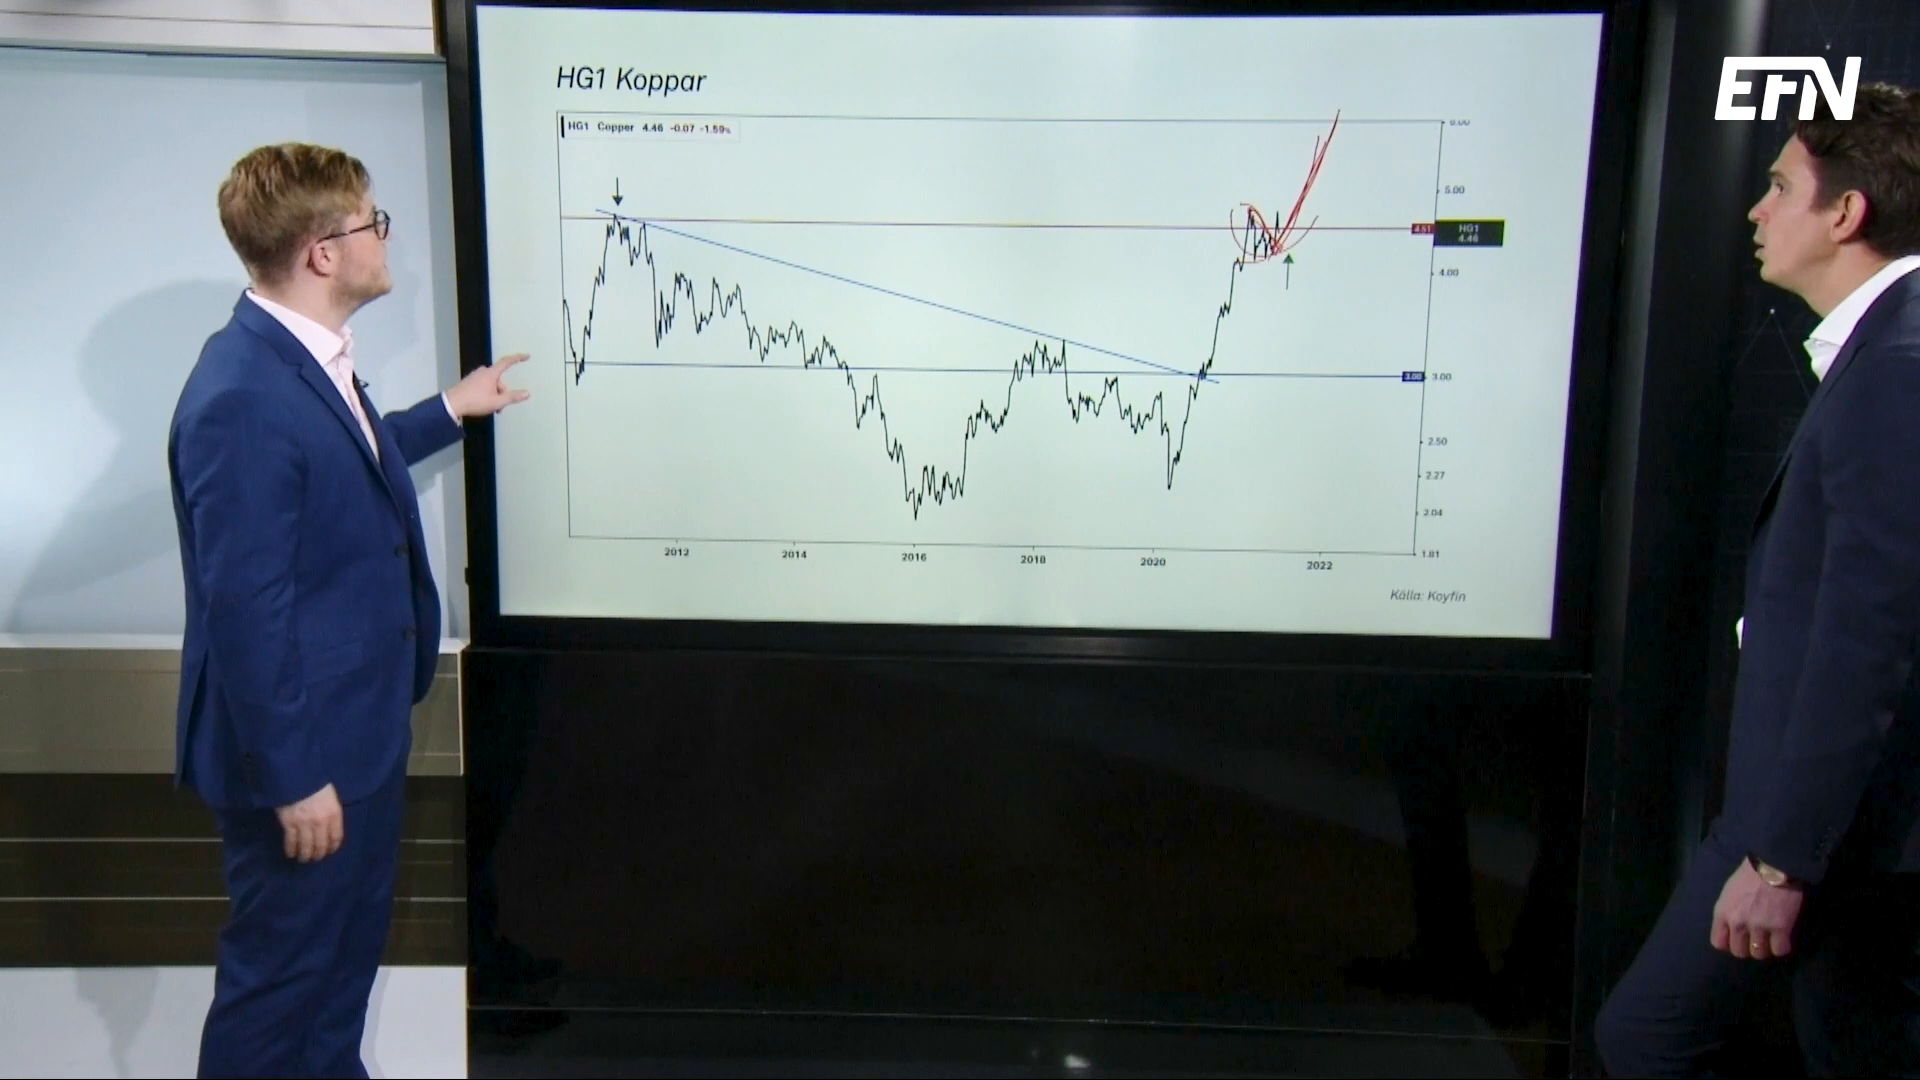 EFN
HG1 Koppar
HG1 Copper 4.46 -0.07 -1.59%
6.00
5.00
4.51
HG1
4.46
4.00
3.00 3.00
2.50
2.27
2.04
1.81
2012 2014 2016 2018 2020 2022
Källa: Koyfin